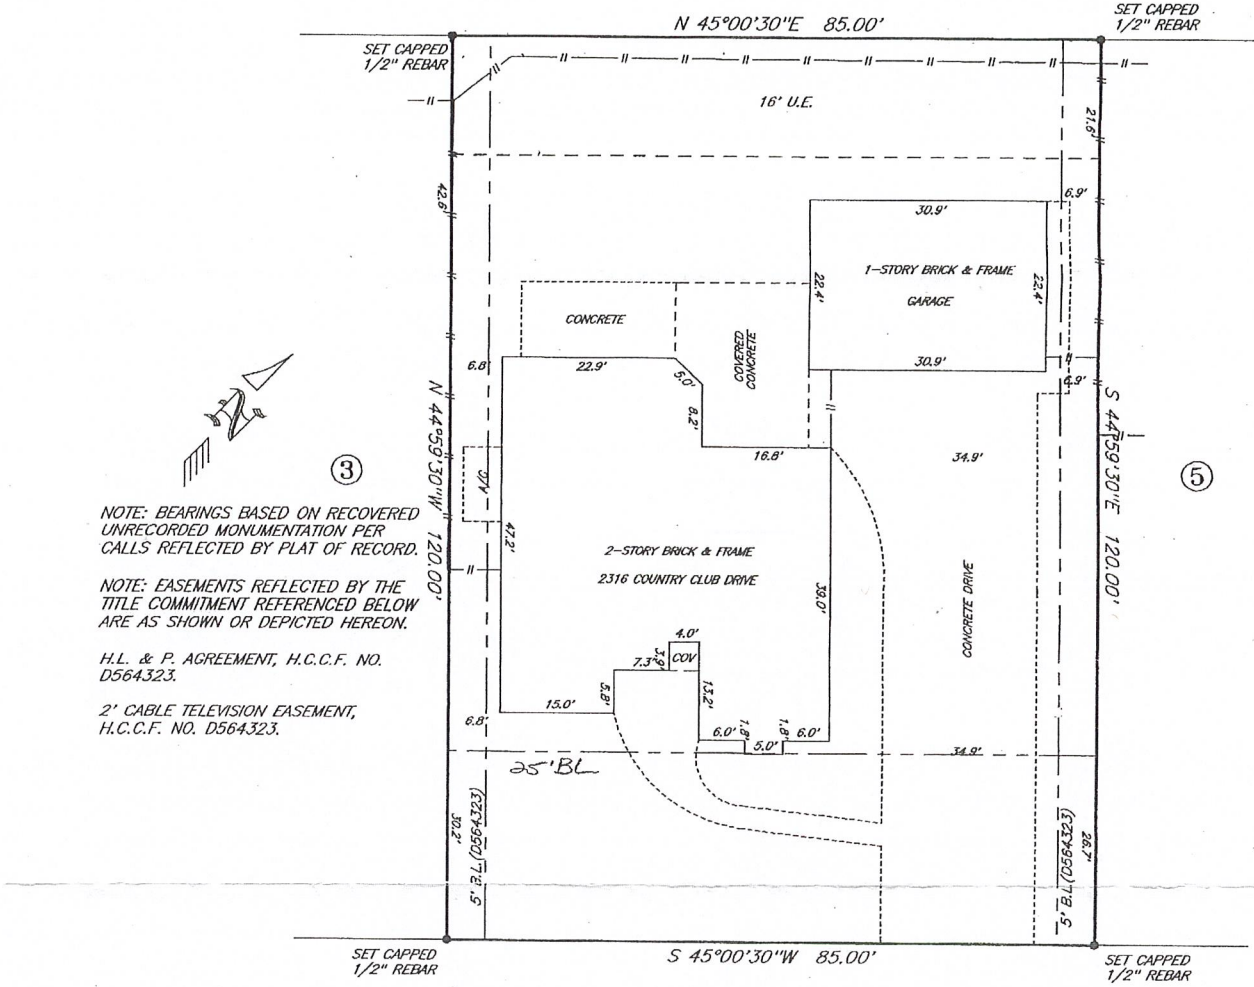 N 45°00'30"E 85.00'
SET CAPPED
1/2" REBAR
SET CAPPED
1/2" REBAR
16' U.E.
21.6'
42.6'
6.9'
30.9'
1-STORY BRICK & FRAME
GARAGE
22.4'
22.4'
30.9'
6.9'
CONCRETE
COVERED
CONCRETE
6.8'
22.9'
5.0'
8.2'
16.8'
34.9'
N
3
5
N 44°59'30"W 120.00'
S 44°59'30"E 120.00'
A/C
47.2'
NOTE: BEARINGS BASED ON RECOVERED
UNRECORDED MONUMENTATION PER
CALLS REFLECTED BY PLAT OF RECORD.
NOTE: EASEMENTS REFLECTED BY THE
TITLE COMMITMENT REFERENCED BELOW
ARE AS SHOWN OR DEPICTED HEREON.
H.L. & P. AGREEMENT, H.C.C.F. NO.
D564323.
2' CABLE TELEVISION EASEMENT,
H.C.C.F. NO. D564323.
2-STORY BRICK & FRAME
2316 COUNTRY CLUB DRIVE
39.0'
CONCRETE DRIVE
4.0'
3.9'
COV
7.3'
5.8'
13.2'
15.0'
6.8'
6.0'
1.8'
5.0'
1.8'
6.0'
34.9'
25' BL
30.2'
5' B.L.(D564323)
5' B.L.(D564323)
26.7'
SET CAPPED
1/2" REBAR
S 45°00'30"W 85.00'
SET CAPPED
1/2" REBAR